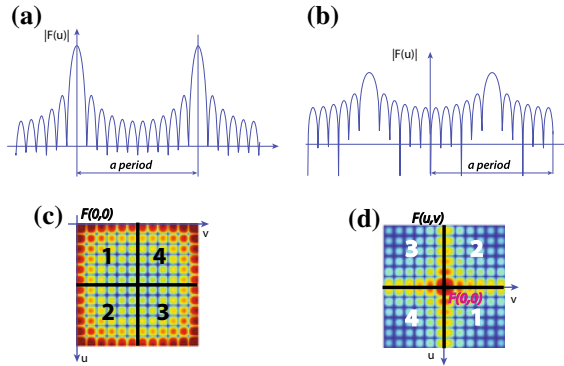 (a)
|F(u)|
a period
(b)
|F(u)|
a period
(c)
F(0,0)
v
1
4
2
3
u
(d)
F(u,v)
3
2
F(0,0)
v
4
1
u